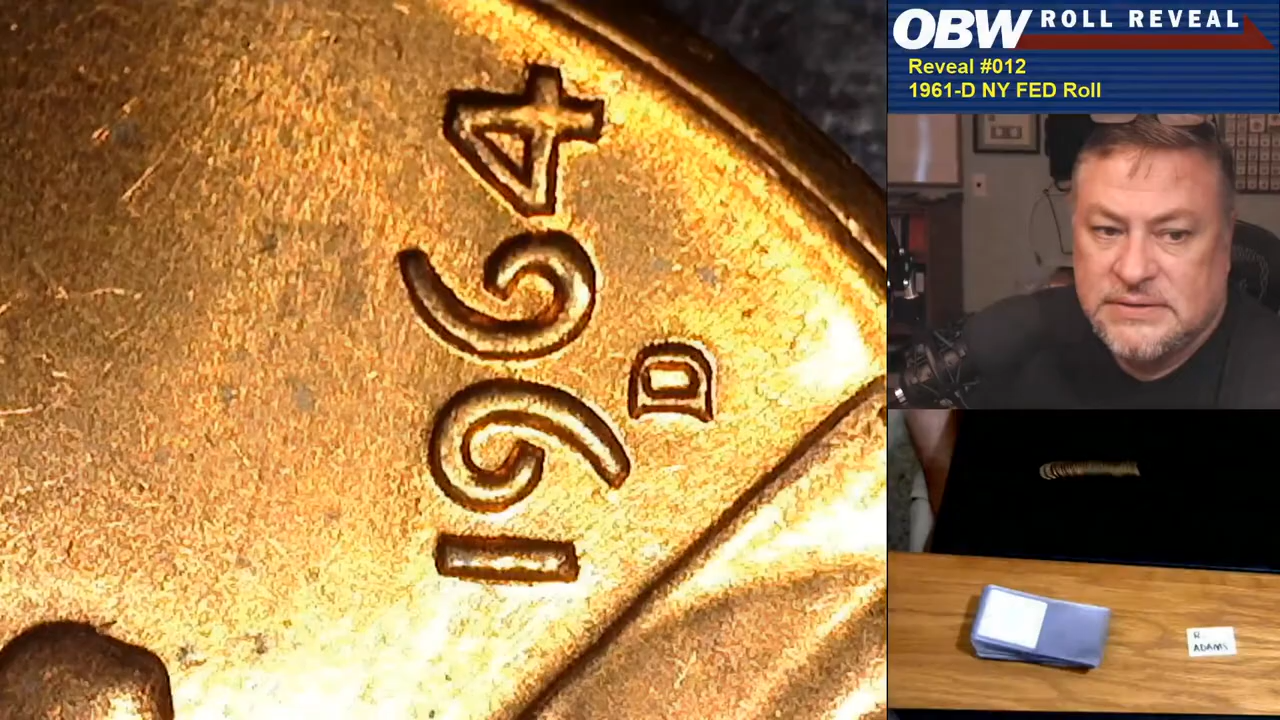 OBW ROLL REVEAL
Reveal #012
1961-D NY FED Roll
1964
D
R.
ADAMS